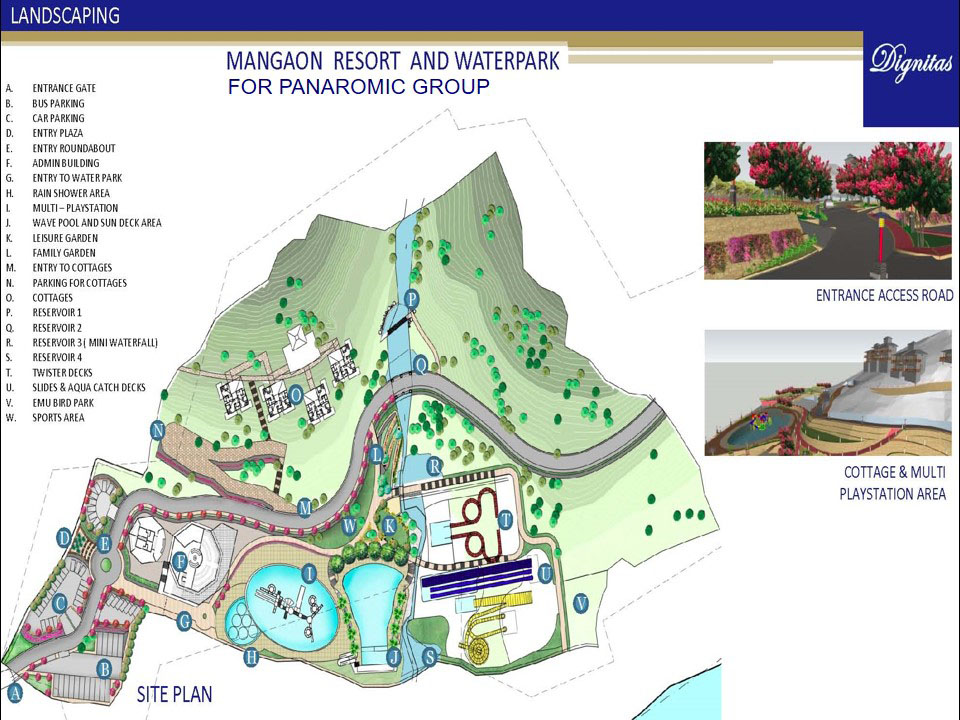 LANDSCAPING
MANGAON RESORT AND WATERPARK
FOR PANAROMIC GROUP
Dignitas
A. ENTRANCE GATE
B. BUS PARKING
C. CAR PARKING
D. ENTRY PLAZA
E. ENTRY ROUNDABOUT
F. ADMIN BUILDING
G. ENTRY TO WATER PARK
H. RAIN SHOWER AREA
I. MULTI – PLAYSTATION
J. WAVE POOL AND SUN DECK AREA
K. LEISURE GARDEN
L. FAMILY GARDEN
M. ENTRY TO COTTAGES
N. PARKING FOR COTTAGES
O. COTTAGES
P. RESERVOIR 1
Q. RESERVOIR 2
R. RESERVOIR 3 ( MINI WATERFALL)
S. RESERVOIR 4
T. TWISTER DECKS
U. SLIDES & AQUA CATCH DECKS
V. EMU BIRD PARK
W. SPORTS AREA
P
Q
O
N
L
R
M
W
K
T
D
E
F
I
U
C
V
G
H
J
S
B
A
SITE PLAN
ENTRANCE ACCESS ROAD
COTTAGE & MULTI
PLAYSTATION AREA